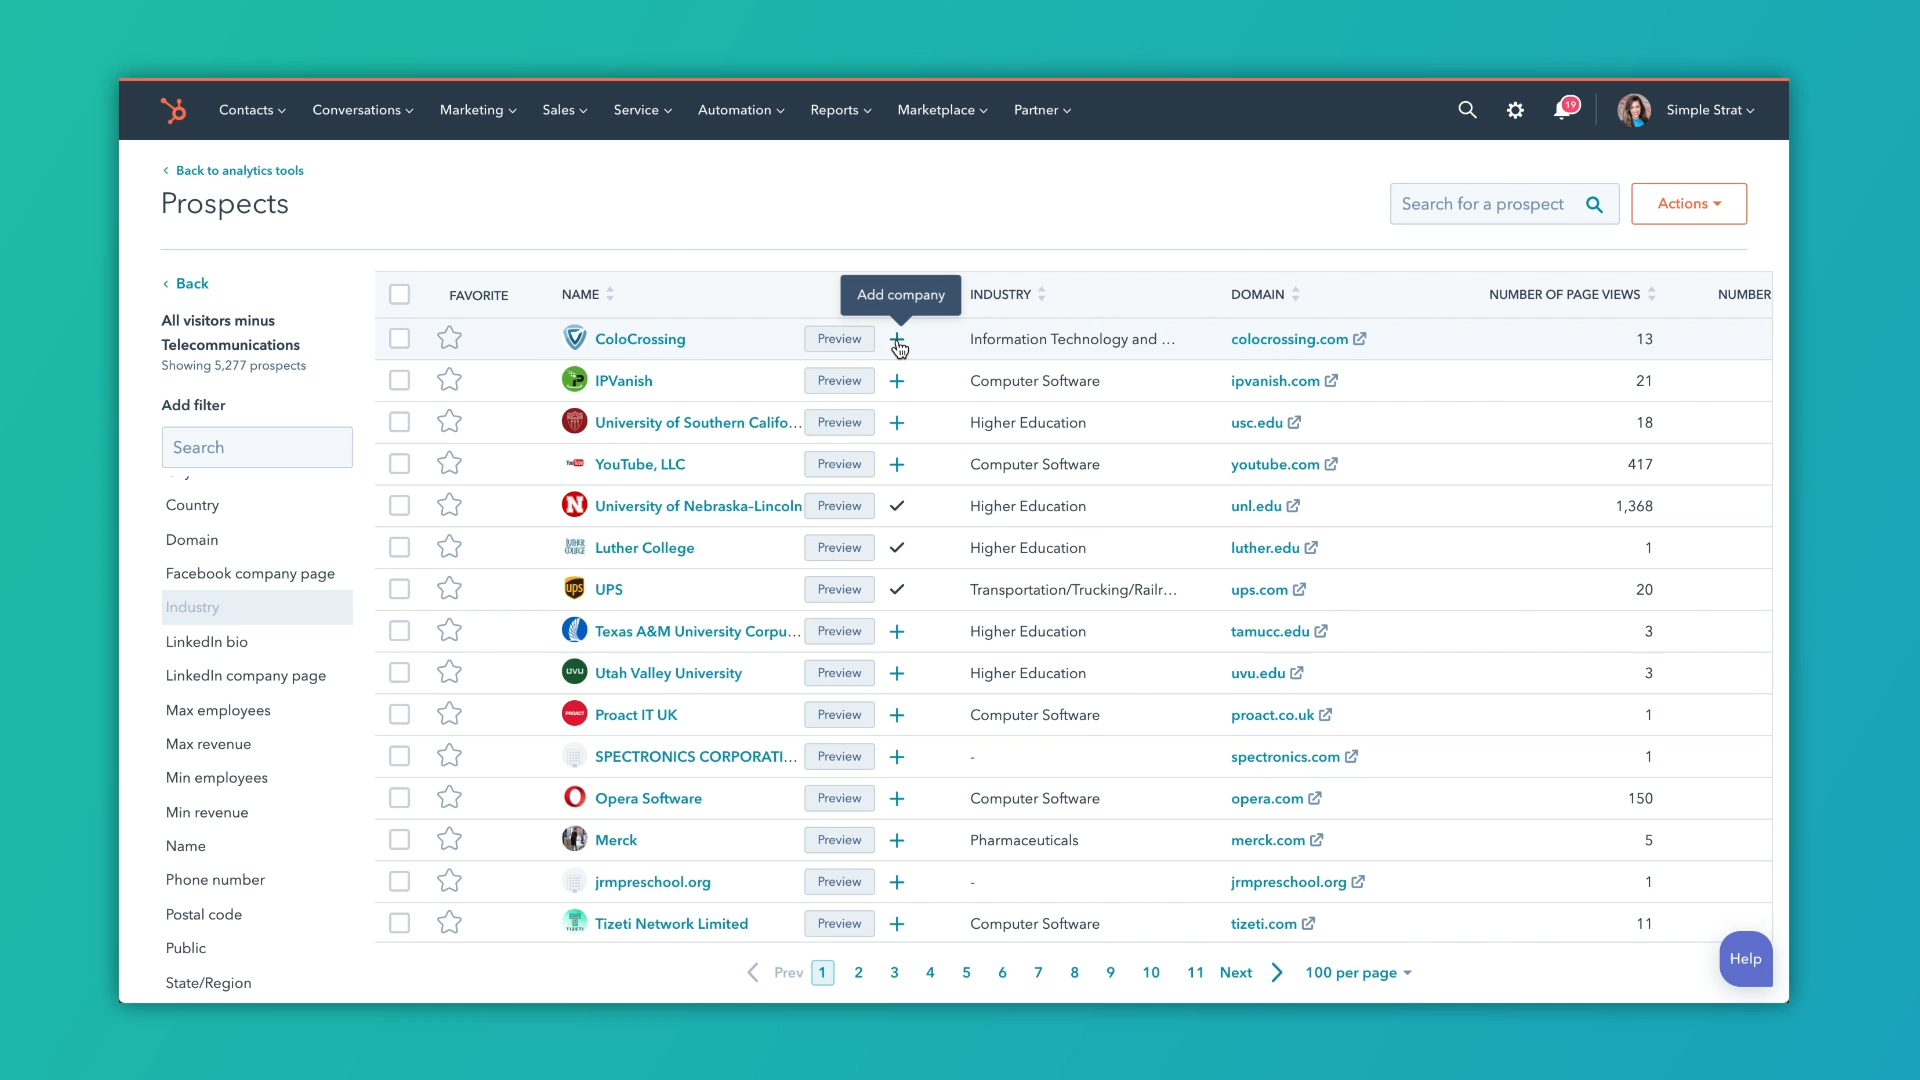 Contacts Conversations Marketing Sales Service Automation Reports Marketplace Partner 19 Simple Strat
Back to analytics tools
Prospects
Search for a prospect Actions
Back
All visitors minus
Telecommunications
Showing 5,277 prospects
Add filter
Search
Country
Domain
Facebook company page
Industry
LinkedIn bio
LinkedIn company page
Max employees
Max revenue
Min employees
Min revenue
Name
Phone number
Postal code
Public
State/Region
Add company
FAVORITE NAME INDUSTRY DOMAIN NUMBER OF PAGE VIEWS NUMBER
ColoCrossing Preview Information Technology and ... colocrossing.com 13
IPVanish Preview Computer Software ipvanish.com 21
University of Southern Califo... Preview Higher Education usc.edu 18
YouTube, LLC Preview Computer Software youtube.com 417
N University of Nebraska-Lincoln Preview Higher Education unl.edu 1,368
LUTHER COLLEGE Luther College Preview Higher Education luther.edu 1
ups UPS Preview Transportation/Trucking/Railr... ups.com 20
Texas A&M University Corpu... Preview Higher Education tamucc.edu 3
UVU Utah Valley University Preview Higher Education uvu.edu 3
PROACT Proact IT UK Preview Computer Software proact.co.uk 1
SPECTRONICS CORPORATI... Preview - spectronics.com 1
Opera Software Preview Computer Software opera.com 150
Merck Preview Pharmaceuticals merck.com 5
jrmpreschool.org Preview - jrmpreschool.org 1
TIZETI Tizeti Network Limited Preview Computer Software tizeti.com 11
Prev 1 2 3 4 5 6 7 8 9 10 11 Next 100 per page
Help